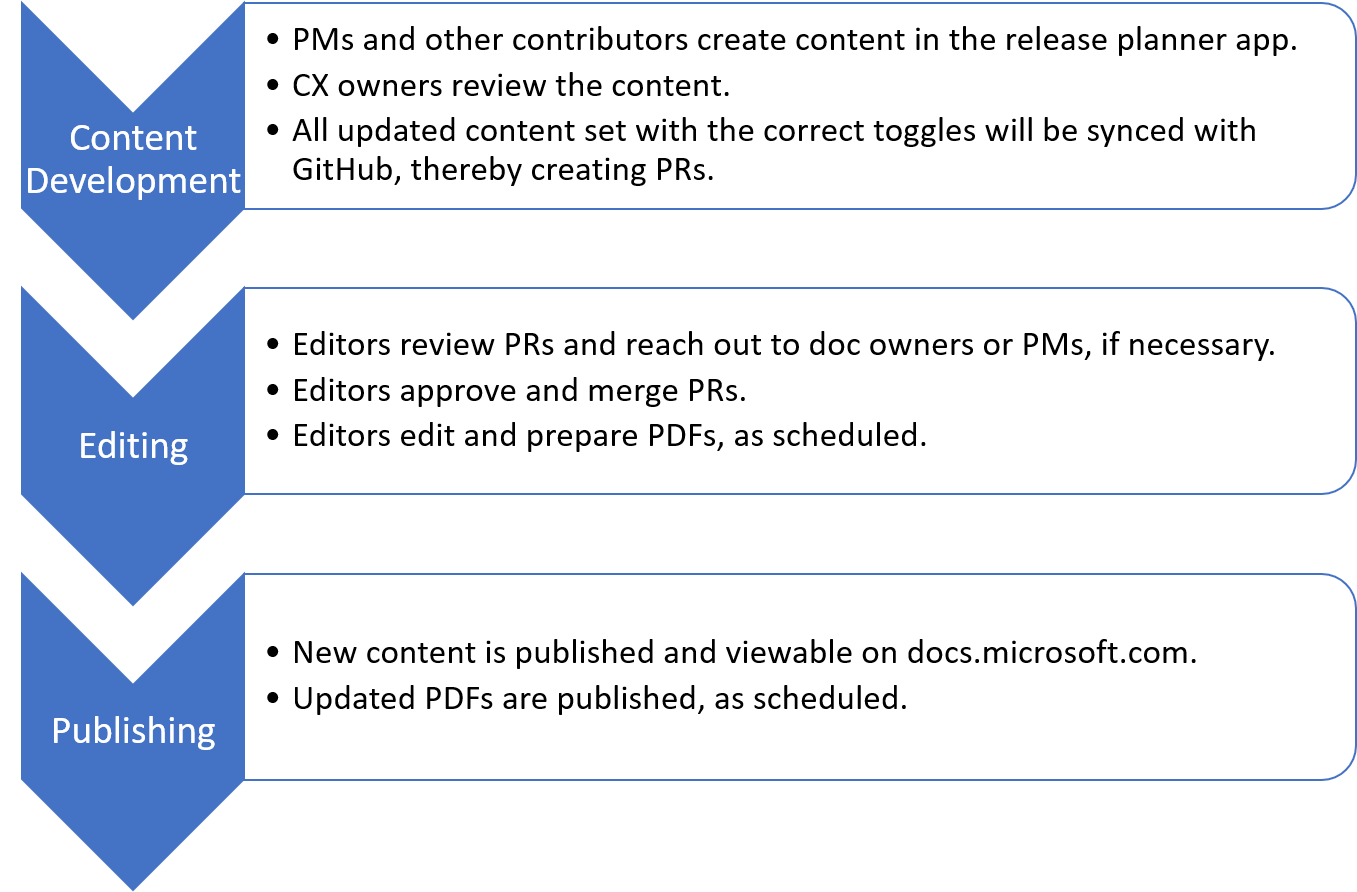 Content
Development
• PMs and other contributors create content in the release planner app.
• CX owners review the content.
• All updated content set with the correct toggles will be synced with
GitHub, thereby creating PRs.
Editing
• Editors review PRs and reach out to doc owners or PMs, if necessary.
• Editors approve and merge PRs.
• Editors edit and prepare PDFs, as scheduled.
Publishing
• New content is published and viewable on docs.microsoft.com.
• Updated PDFs are published, as scheduled.